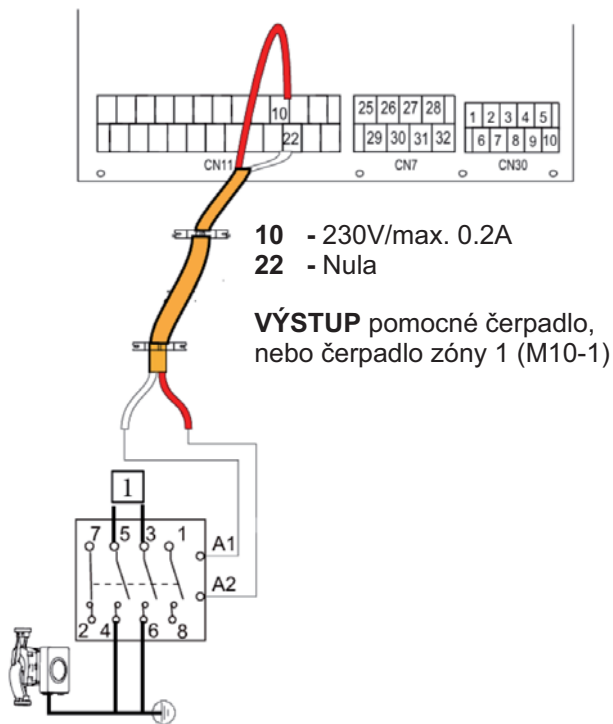 10
25 26 27 28
1 2 3 4 5
22
29 30 31 32
6 7 8 9 10
CN11
CN7
CN30
10 - 230V/max. 0.2A
22 - Nula
VÝSTUP pomocné čerpadlo,
nebo čerpadlo zóny 1 (M10-1)
1
7 5 3 1
A1
A2
2 4 6 8